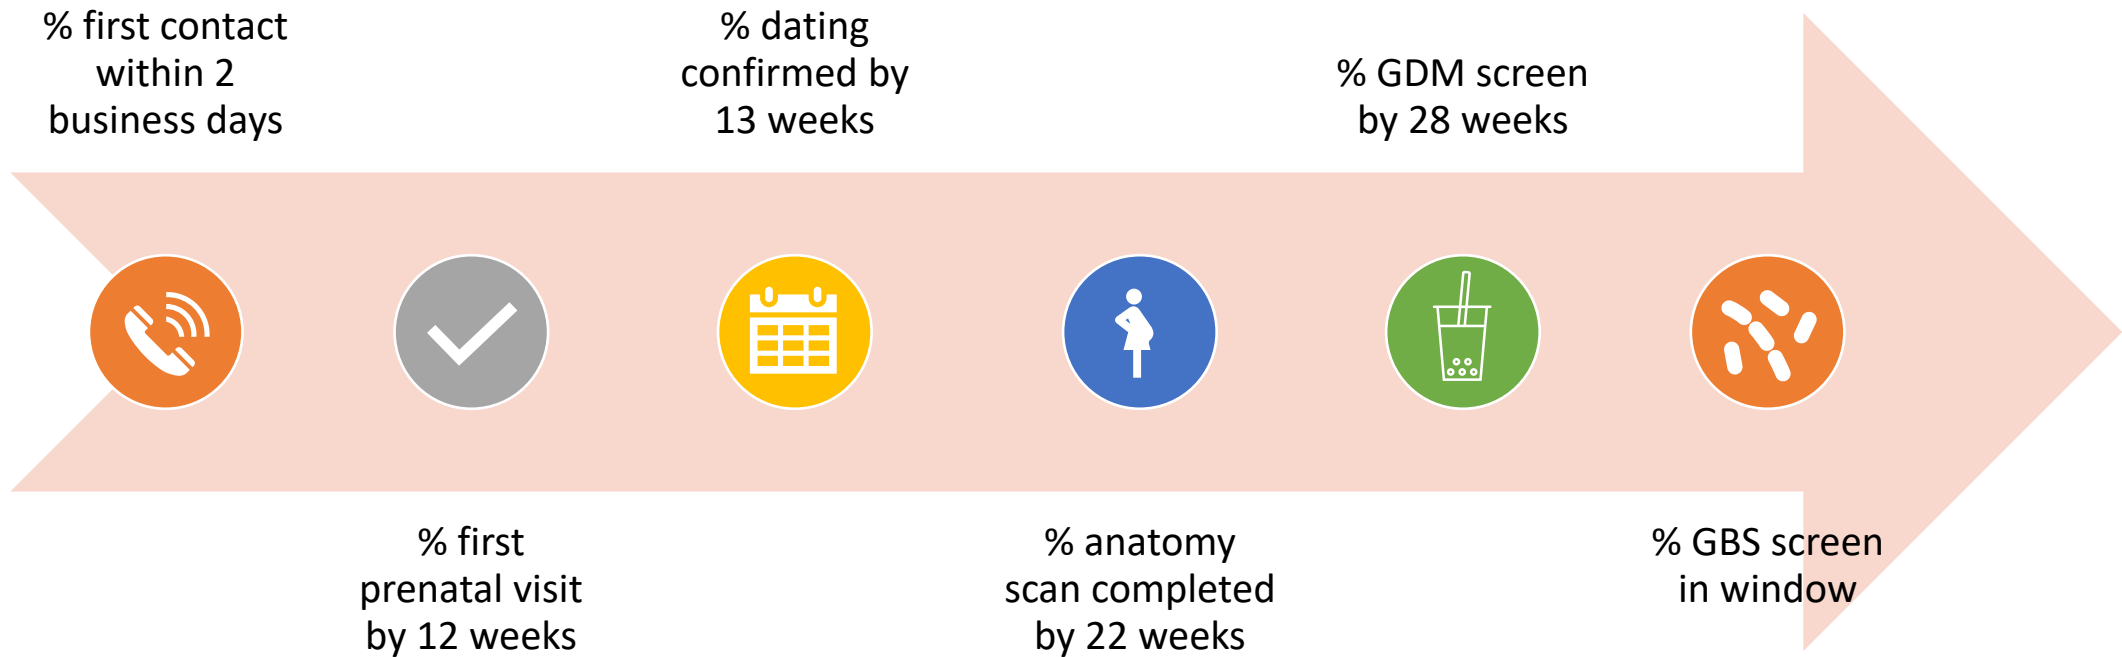 % first contact
within 2
business days
% first
prenatal visit
by 12 weeks
% dating
confirmed by
13 weeks
% anatomy
scan completed
by 22 weeks
% GDM screen
by 28 weeks
% GBS screen
in window